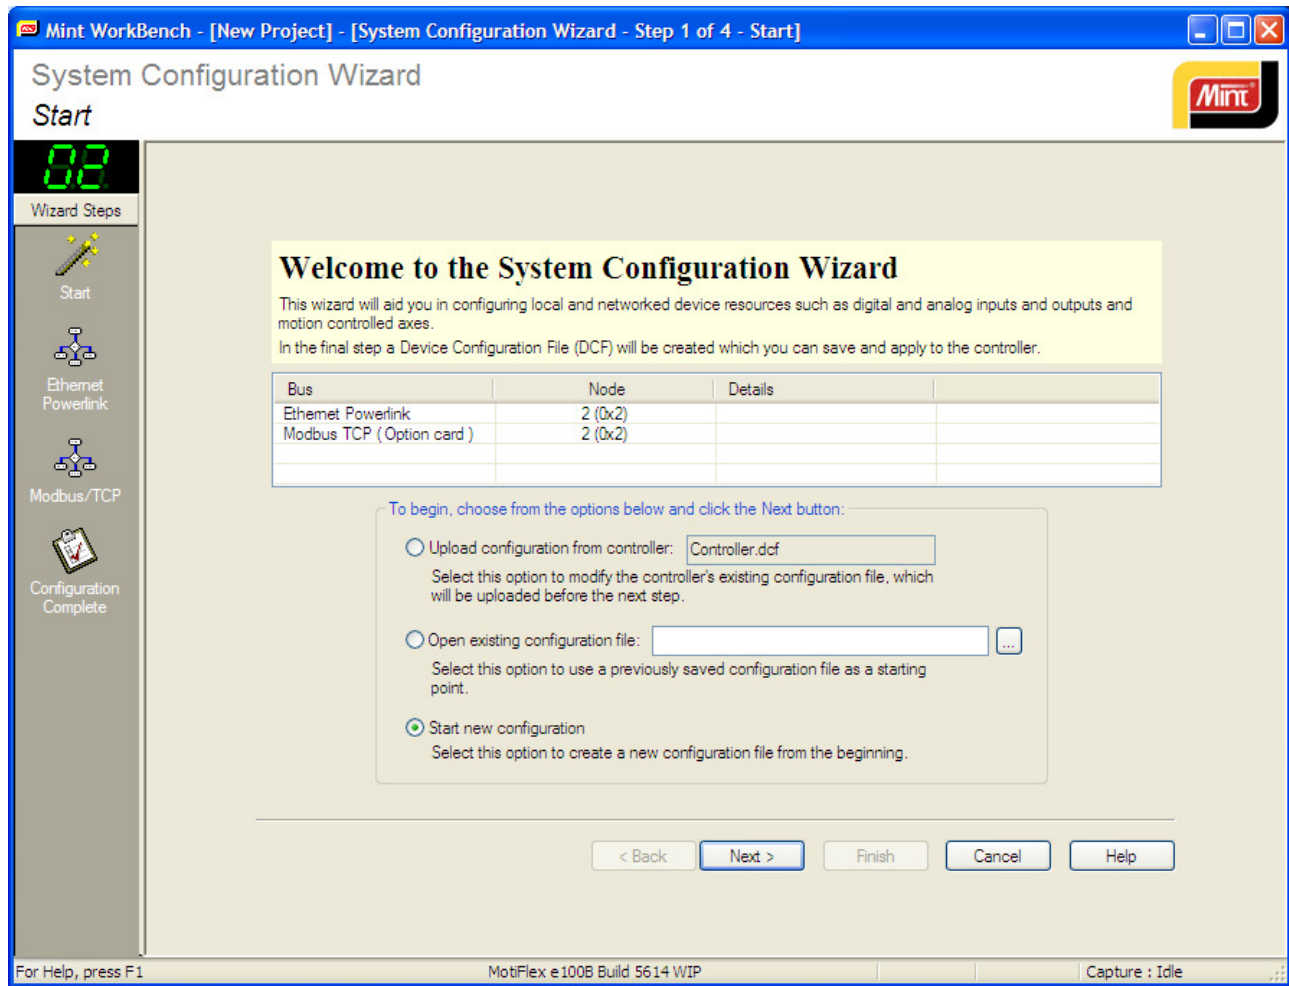 Mint WorkBench - [New Project] - [System Configuration Wizard - Step 1 of 4 - Start]
System Configuration Wizard
Start
Mint
02
Wizard Steps
Start
Ethernet
Powerlink
Modbus/TCP
Configuration
Complete
Welcome to the System Configuration Wizard
This wizard will aid you in configuring local and networked device resources such as digital and analog inputs and outputs and
motion controlled axes.
In the final step a Device Configuration File (DCF) will be created which you can save and apply to the controller.
Bus Node Details
Ethernet Powerlink 2 (0x2)
Modbus TCP ( Option card ) 2 (0x2)
To begin, choose from the options below and click the Next button:
Upload configuration from controller: Controller.dcf
Select this option to modify the controller's existing configuration file, which
will be uploaded before the next step.
Open existing configuration file: ...
Select this option to use a previously saved configuration file as a starting
point.
Start new configuration
Select this option to create a new configuration file from the beginning.
< Back Next > Finish Cancel Help
For Help, press F1 MotiFlex e100B Build 5614 WIP Capture : Idle